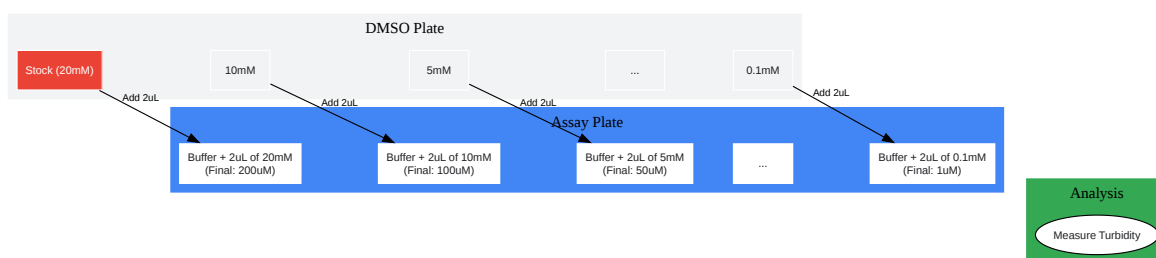 DMSO Plate
Stock (20mM)
10mM
5mM
...
0.1mM
Add 2uL
Add 2uL
Add 2uL
Add 2uL
Assay Plate
Buffer + 2uL of 20mM
(Final: 200uM)
Buffer + 2uL of 10mM
(Final: 100uM)
Buffer + 2uL of 5mM
(Final: 50uM)
...
Buffer + 2uL of 0.1mM
(Final: 1uM)
Analysis
Measure Turbidity